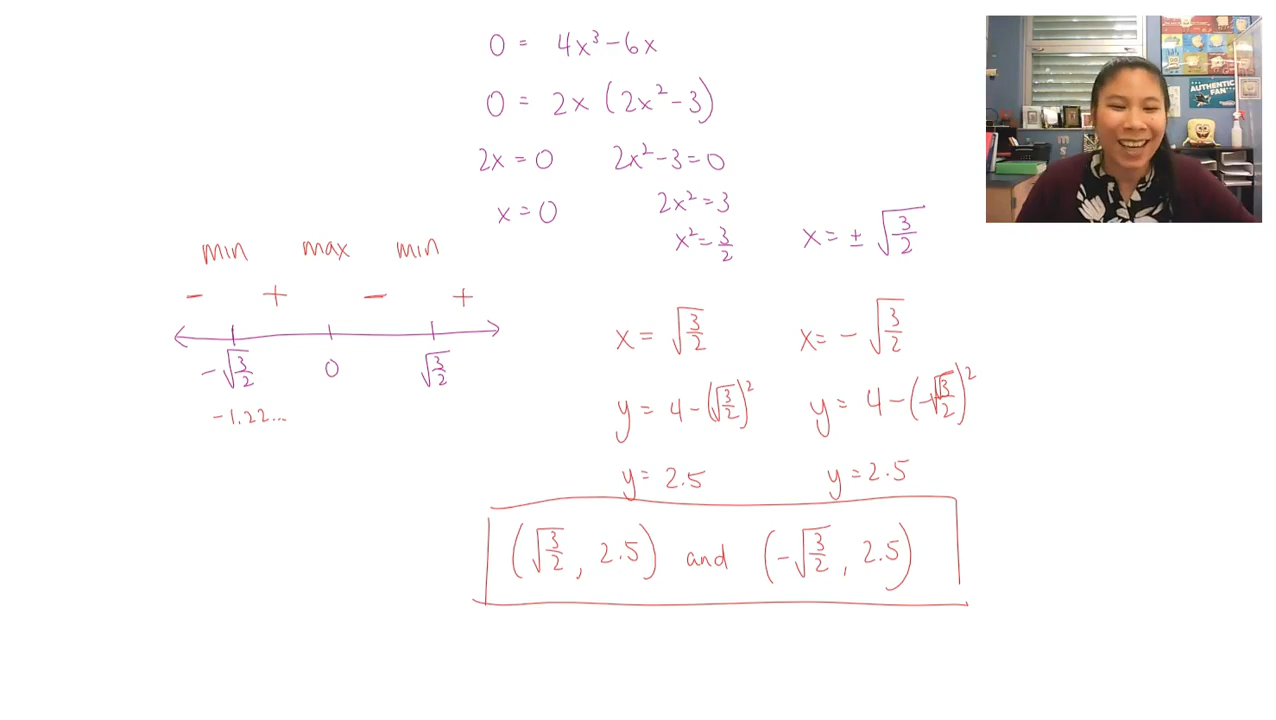 0 = 4x³ - 6x
0 = 2x (2x² - 3)
2x = 0 2x² - 3 = 0
x = 0 2x² = 3
x² = 3/2 x = ± √(3/2)
min max min
- + - +
-√(3/2) 0 √(3/2)
-1.22...
x = √(3/2) x = - √(3/2)
y = 4 - (√(3/2))² y = 4 - (-√(3/2))²
y = 2.5 y = 2.5
(√(3/2), 2.5) and (-√(3/2), 2.5)
AUTHENTIC
FAN